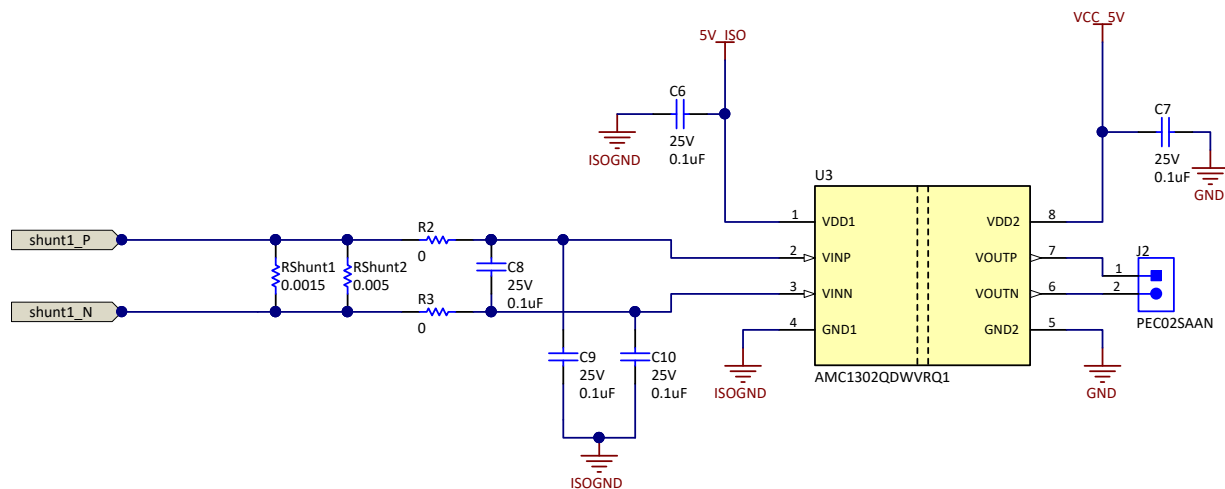 VCC_5V
5V_ISO
C6
25V
0.1uF
ISOGND
C7
25V
0.1uF
GND
U3
1 VDD1
VDD2 8
2 VINP
VOUTP 7
3 VINN
VOUTN 6
4 GND1
GND2 5
AMC1302QDWVRQ1
ISOGND
GND
J2
1
2
PEC02SAAN
shunt1_P
shunt1_N
RShunt1
0.0015
RShunt2
0.005
R2
0
R3
0
C8
25V
0.1uF
C9
25V
0.1uF
C10
25V
0.1uF
ISOGND